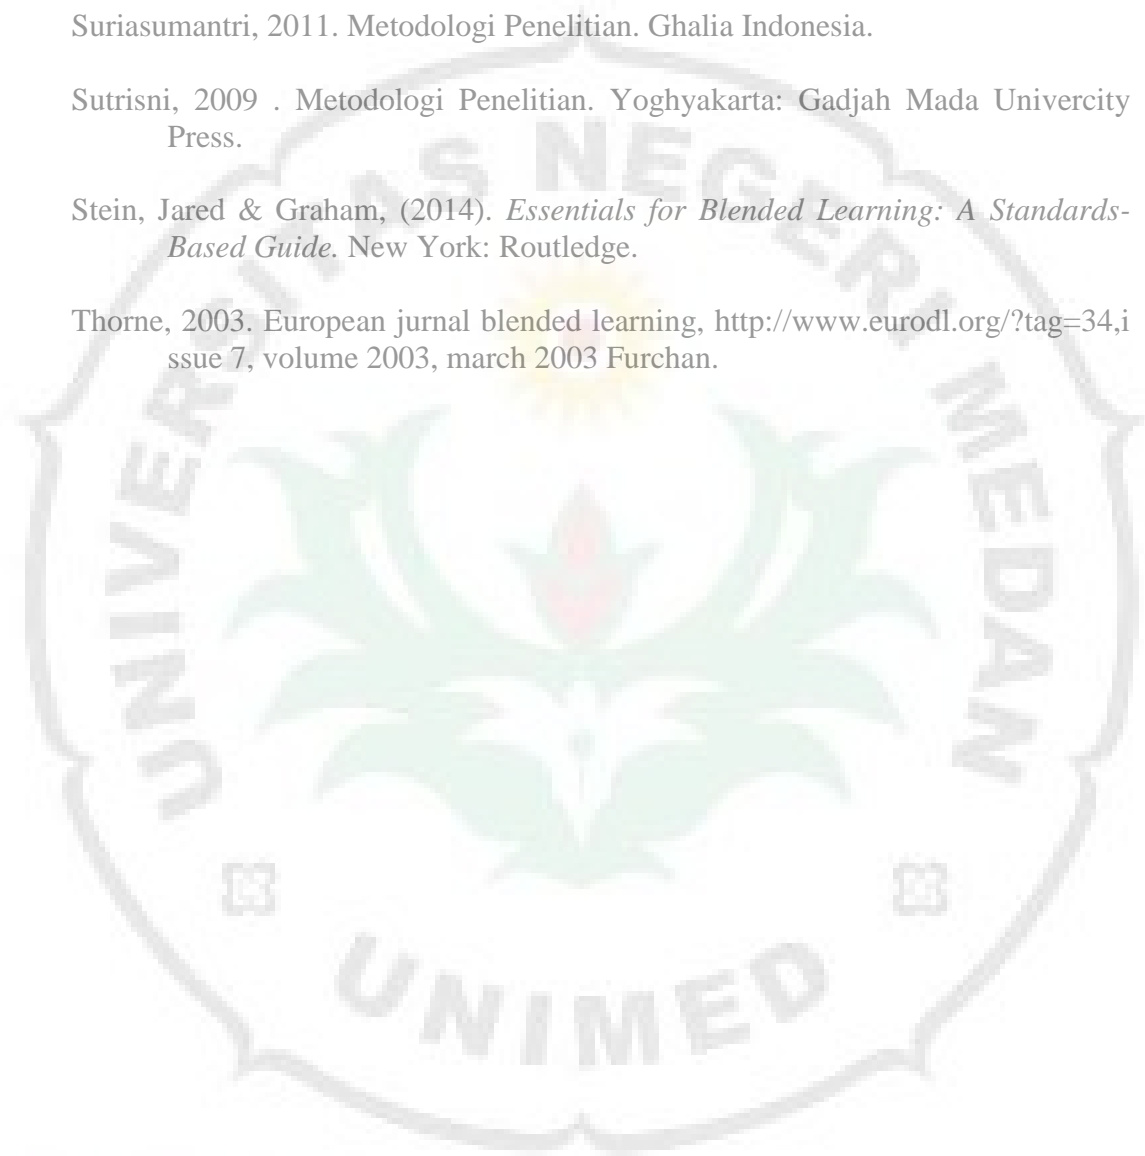 Suriasumantri, 2011. Metodologi Penelitian. Ghalia Indonesia.
Sutrisni, 2009 . Metodologi Penelitian. Yoghyakarta: Gadjah Mada Univercity
Press.
Stein, Jared & Graham, (2014). Essentials for Blended Learning: A Standards-
Based Guide. New York: Routledge.
Thorne, 2003. European jurnal blended learning, http://www.eurodl.org/?tag=34,i
ssue 7, volume 2003, march 2003 Furchan.
UNIVERSITAS NEGERI MEDAN
UNIMED